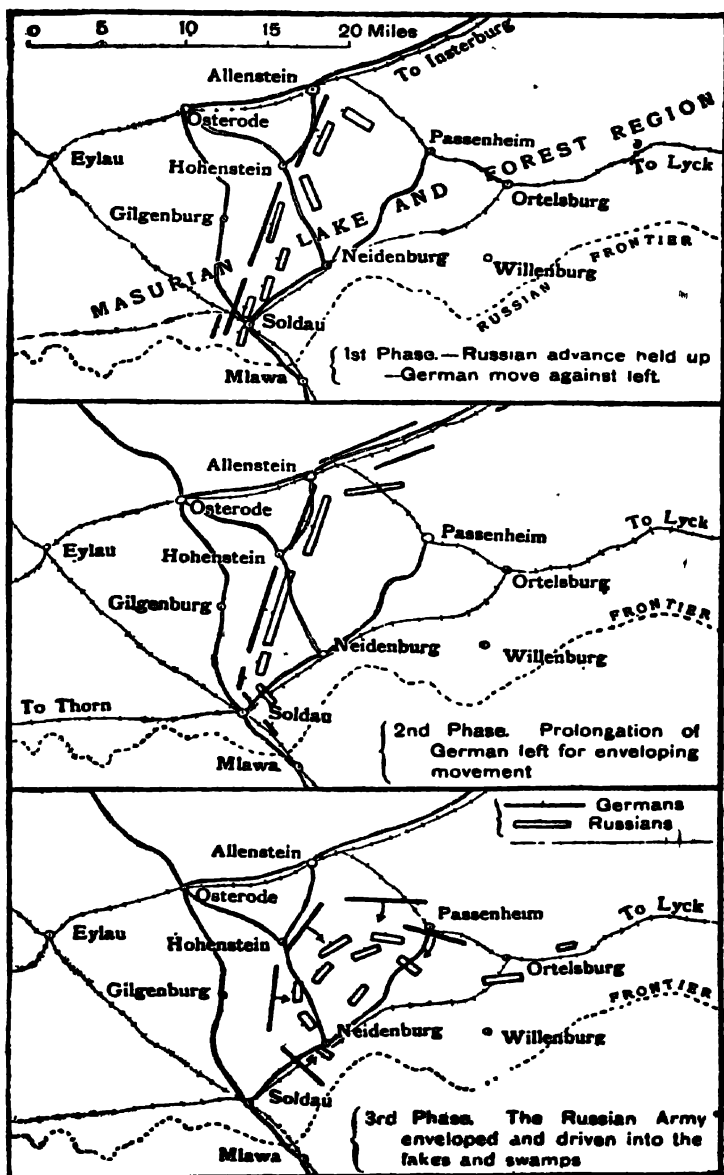 0 5 10 15 20 Miles
Allenstein
To Insterburg
Osterode
Eylau
Hohenstein
Passenheim
To Lyck
Ortelsburg
Gilgenburg
MASURIAN LAKE AND FOREST REGION
Neidenburg
Willenburg
RUSSIAN FRONTIER
Soldau
Mlawa
1st Phase.—Russian advance held up
—German move against left.
Allenstein
Osterode
Eylau
Hohenstein
Passenheim
To Lyck
Ortelsburg
Gilgenburg
FRONTIER
Neidenburg
Willenburg
To Thorn
Soldau
Mlawa
2nd Phase. Prolongation of
German left for enveloping
movement
Germans
Russians
Allenstein
Osterode
Passenheim
To Lyck
Eylau
Hohenstein
Ortelsburg
Gilgenburg
FRONTIER
Neidenburg
Willenburg
Soldau
Mlawa
3rd Phase. The Russian Army
enveloped and driven into the
lakes and swamps